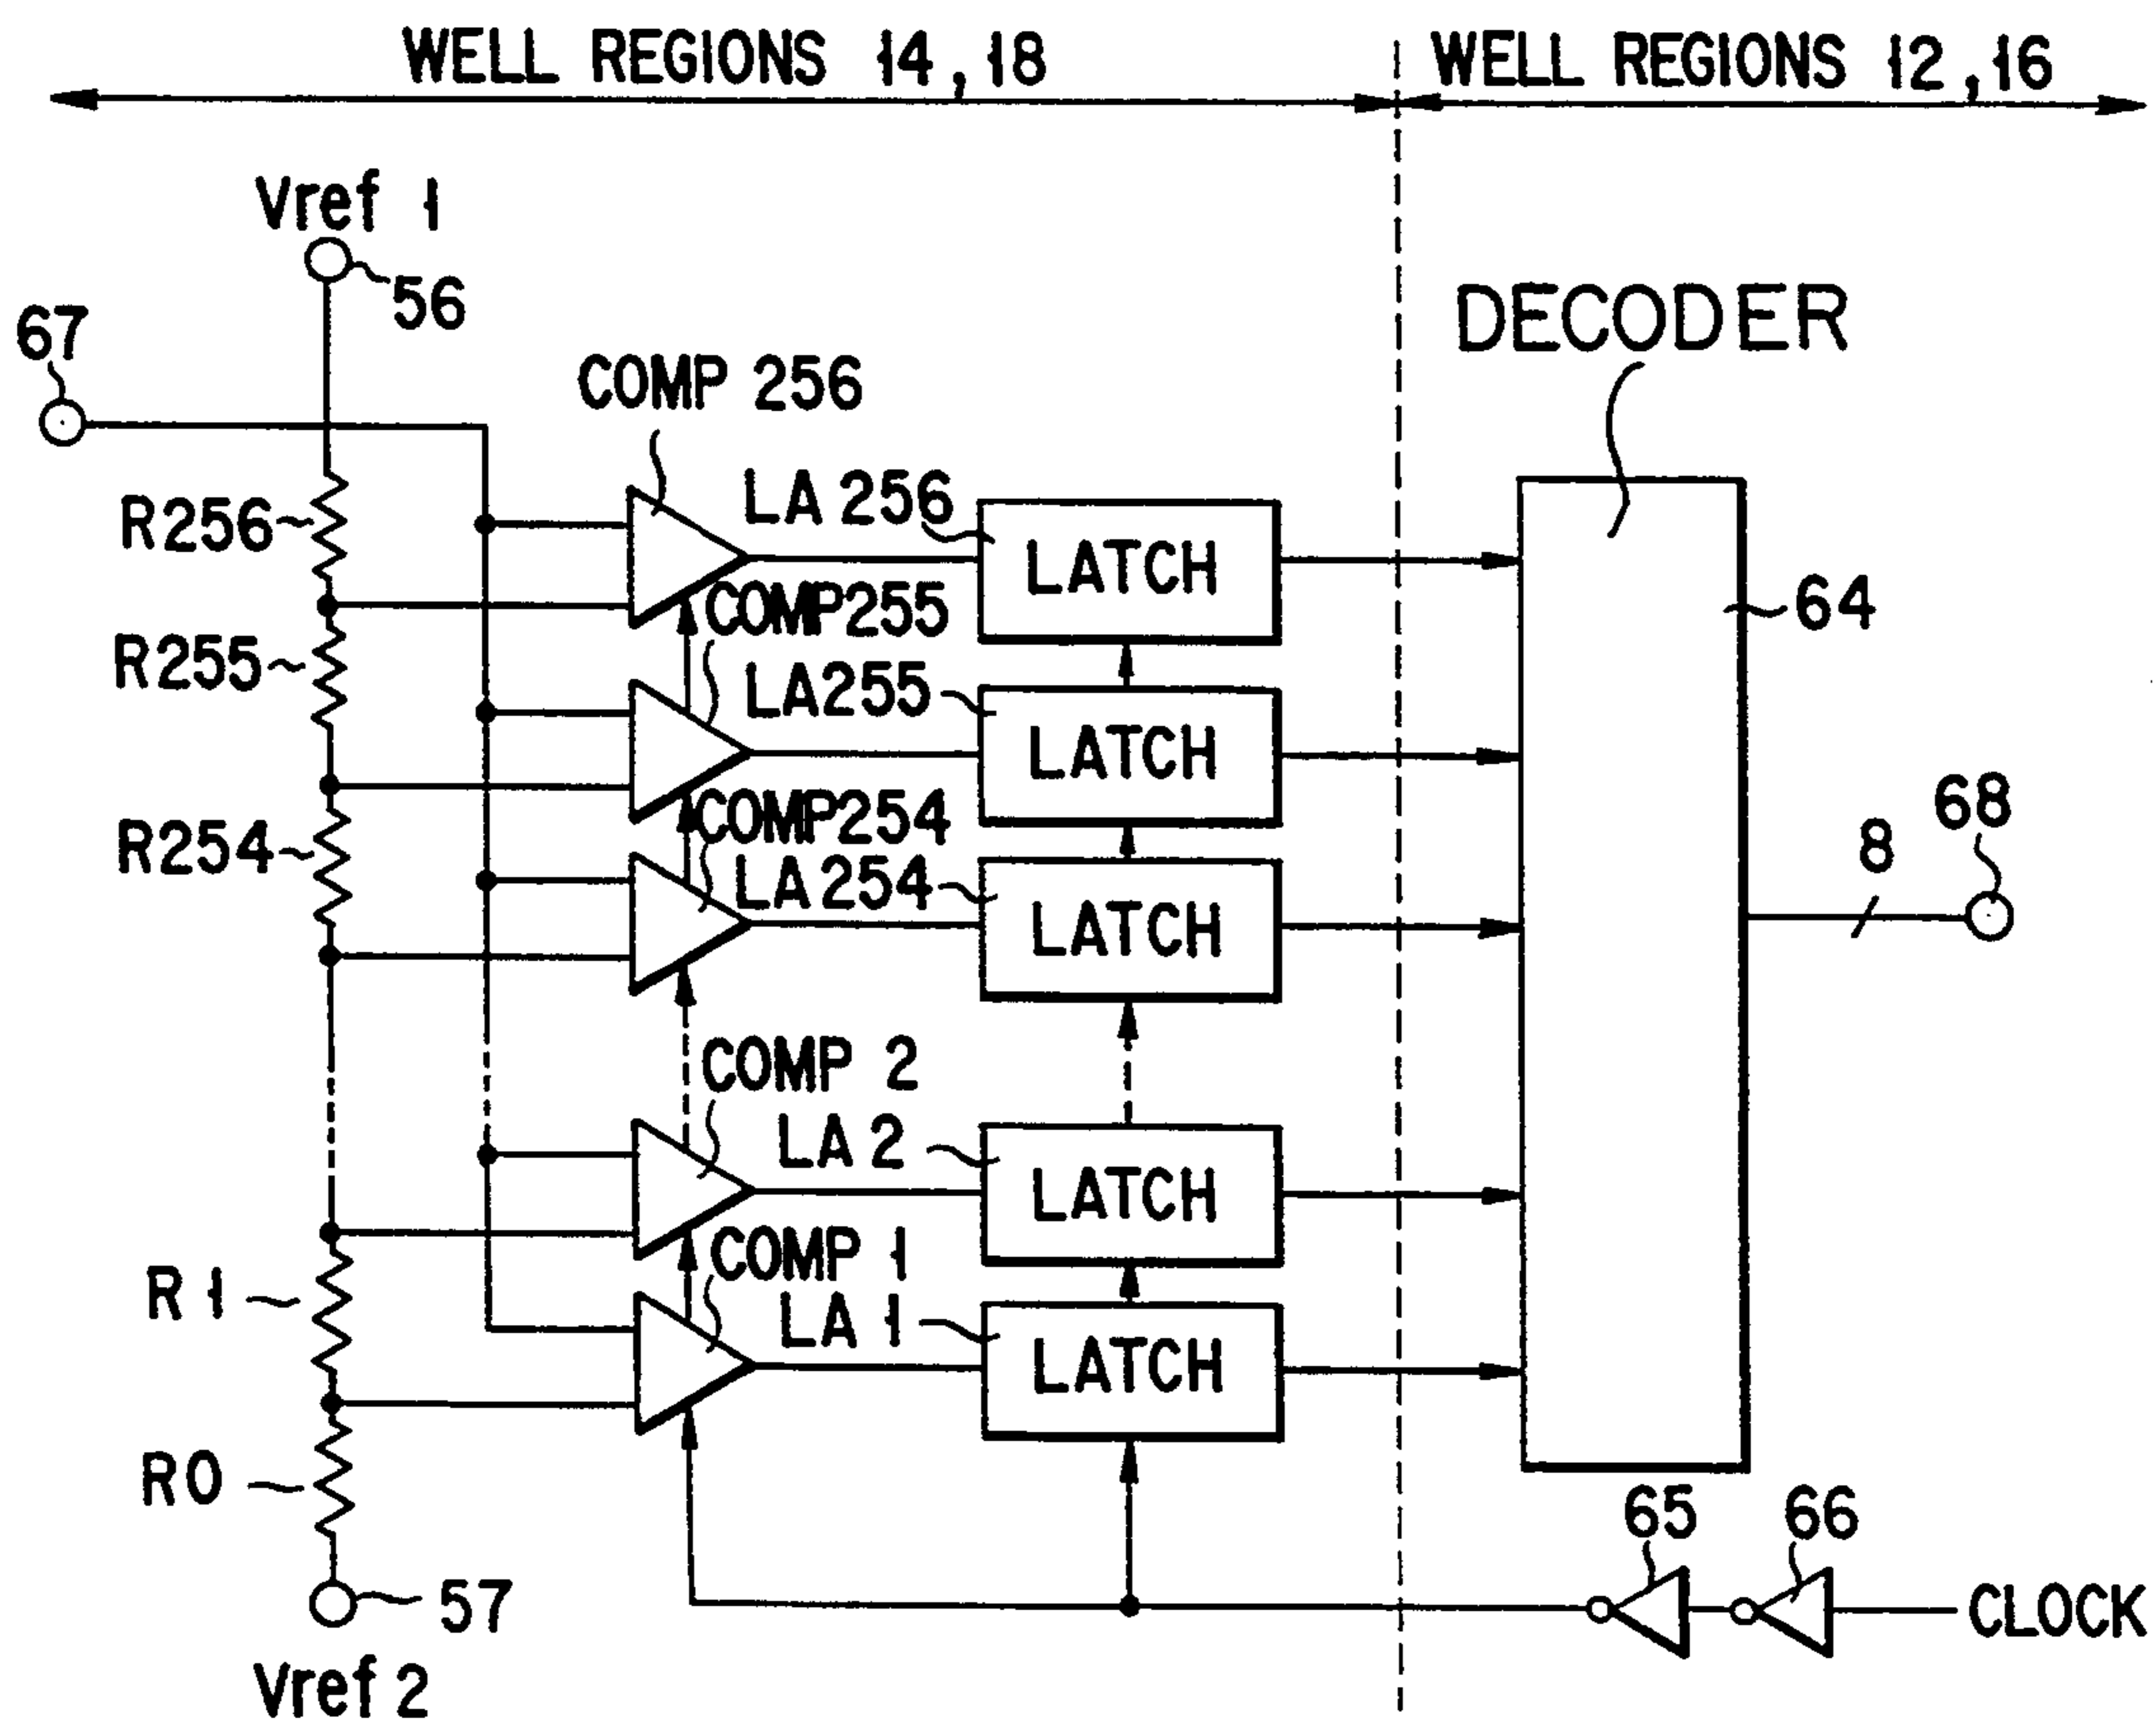 WELL REGIONS 14, 18
WELL REGIONS 12, 16
Vref 1
56
67
DECODER
COMP 256
LA 256
R256
LATCH
COMP255
64
R255
LA255
LATCH
COMP254
68
8
R254
LA 254
LATCH
COMP 2
LA 2
LATCH
COMP 1
R 1
LA 1
LATCH
R0
65
66
57
CLOCK
Vref 2